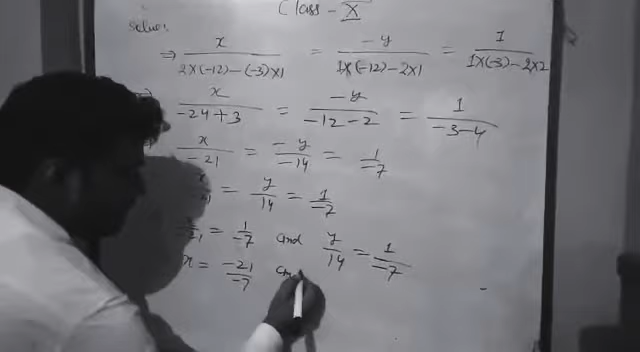 Class - X
Solve:
⇒ x / 2×(-12) - (-3)×1 = -y / 1×(-12) - 2×1 = 1 / 1×(-3) - 2×2
x / -24+3 = -y / -12-2 = 1 / -3-4
x / -21 = -y / -14 = 1 / -7
= y / 14 = 1 / -7
= 1 / -7 and y / 14 = 1 / -7
x = -21 / -7